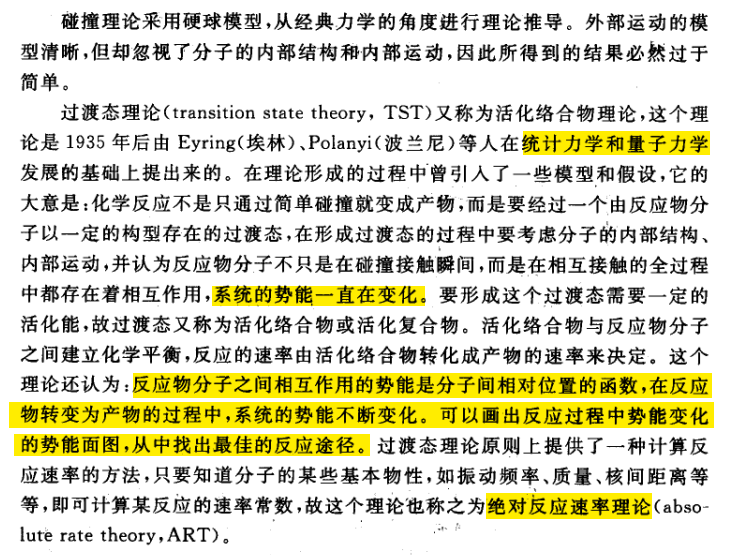 碰撞理论采用硬球模型,从经典力学的角度进行理论推导。外部运动的模
型清晰,但却忽视了分子的内部结构和内部运动,因此所得到的结果必然过于
简单。
过渡态理论(transition state theory, TST)又称为活化络合物理论,这个理
论是 1935 年后由 Eyring(埃林)、Polanyi(波兰尼)等人在统计力学和量子力学
发展的基础上提出来的。在理论形成的过程中曾引入了一些模型和假设,它的
大意是:化学反应不是只通过简单碰撞就变成产物,而是要经过一个由反应物分
子以一定的构型存在的过渡态,在形成过渡态的过程中要考虑分子的内部结构、
内部运动,并认为反应物分子不只是在碰撞接触瞬间,而是在相互接触的全过程
中都存在着相互作用,系统的势能一直在变化。要形成这个过渡态需要一定的
活化能,故过渡态又称为活化络合物或活化复合物。活化络合物与反应物分子
之间建立化学平衡,反应的速率由活化络合物转化成产物的速率来决定。这个
理论还认为:反应物分子之间相互作用的势能是分子间相对位置的函数,在反应
物转变为产物的过程中,系统的势能不断变化。可以画出反应过程中势能变化
的势能面图,从中找出最佳的反应途径。过渡态理论原则上提供了一种计算反
应速率的方法,只要知道分子的某些基本物性,如振动频率、质量、核间距离等
等,即可计算某反应的速率常数,故这个理论也称之为绝对反应速率理论(abso-
lute rate theory,ART)。